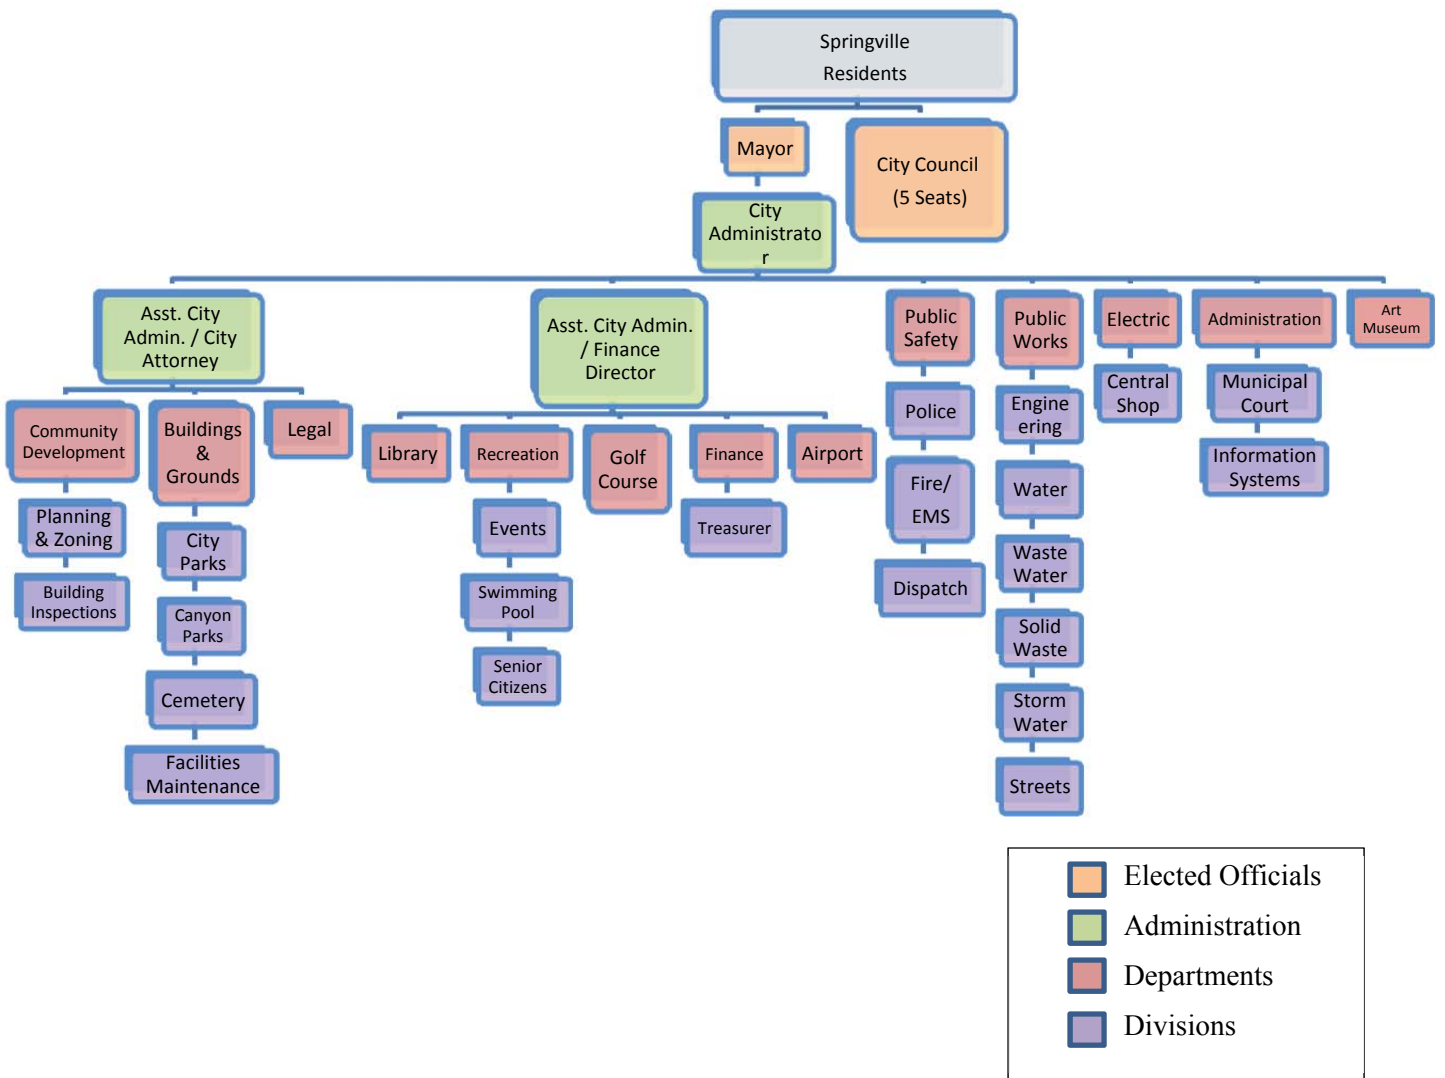 Springville
Residents
Mayor
City Council
(5 Seats)
City
Administrato
r
Asst. City
Admin. / City
Attorney
Asst. City Admin.
/ Finance
Director
Public
Safety
Public
Works
Electric
Administration
Art
Museum
Community
Development
Buildings
&
Grounds
Legal
Library
Recreation
Golf
Course
Finance
Airport
Police
Engine
ering
Central
Shop
Municipal
Court
Planning
& Zoning
City
Parks
Events
Treasurer
Fire/
EMS
Water
Information
Systems
Building
Inspections
Canyon
Parks
Swimming
Pool
Dispatch
Waste
Water
Cemetery
Senior
Citizens
Solid
Waste
Facilities
Maintenance
Storm
Water
Streets
Elected Officials
Administration
Departments
Divisions